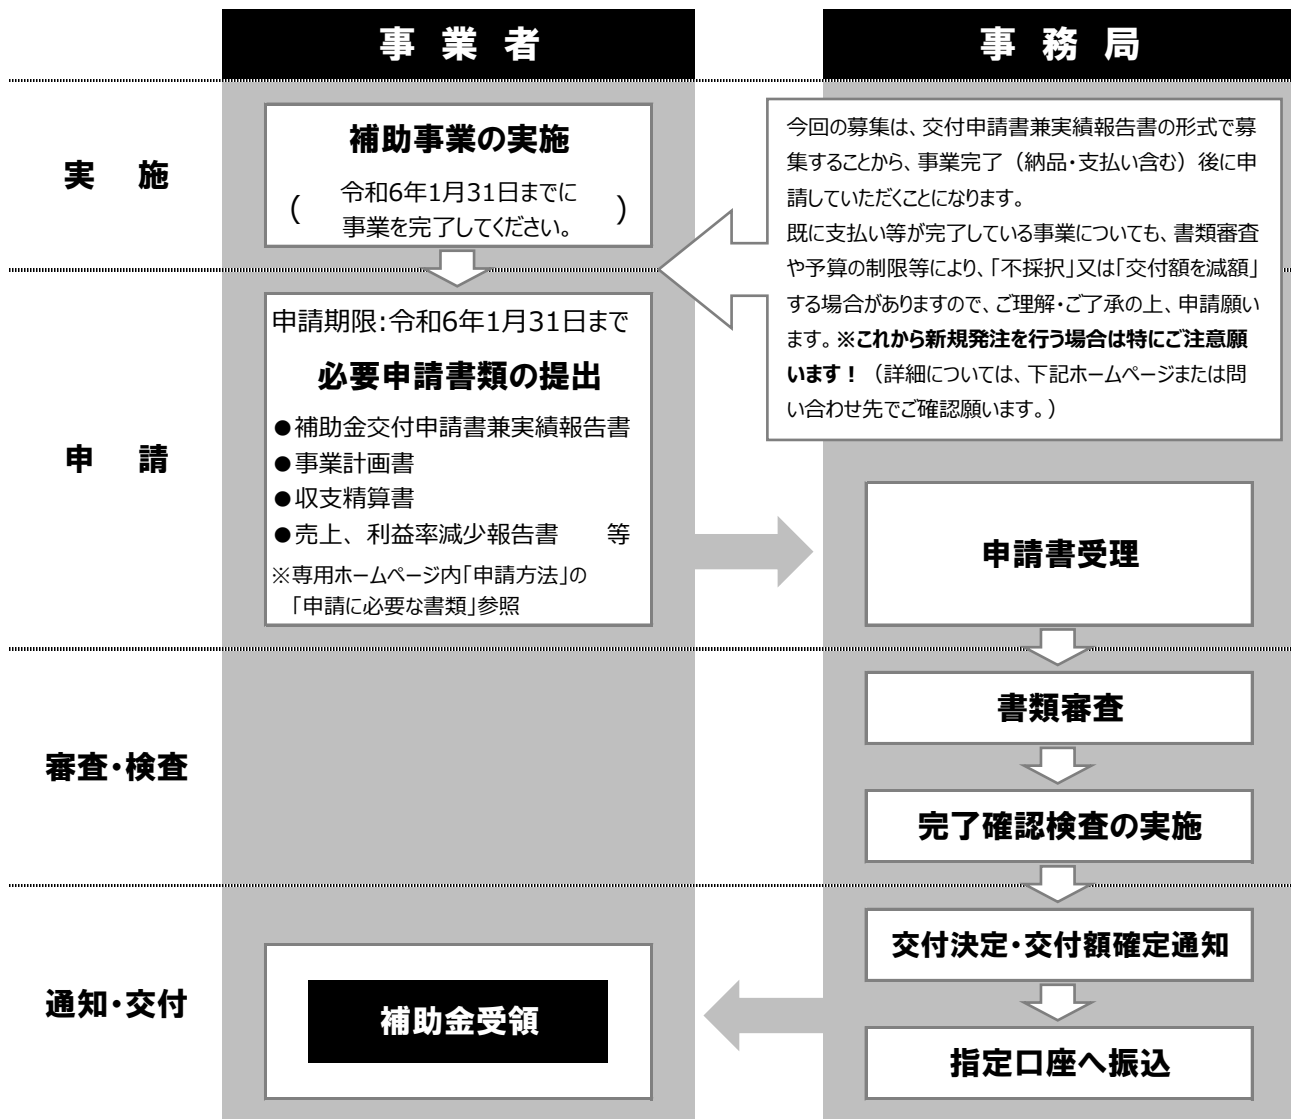 事業者
事務局
実施
補助事業の実施
( 令和6年1月31日までに
事業を完了してください。 )
今回の募集は、交付申請書兼実績報告書の形式で募
集することから、事業完了（納品・支払い含む）後に申
請していただくことになります。
既に支払い等が完了している事業についても、書類審査
や予算の制限等により、「不採択」又は「交付額を減額」
する場合がありますので、ご理解・ご了承の上、申請願い
ます。※これから新規発注を行う場合は特にご注意願
います！（詳細については、下記ホームページまたは問
い合わせ先でご確認願います。）
申請
申請期限:令和6年1月31日まで
必要申請書類の提出
●補助金交付申請書兼実績報告書
●事業計画書
●収支精算書
●売上、利益率減少報告書　等
※専用ホームページ内「申請方法」の
「申請に必要な書類」参照
申請書受理
審査・検査
書類審査
完了確認検査の実施
通知・交付
交付決定・交付額確定通知
補助金受領
指定口座へ振込